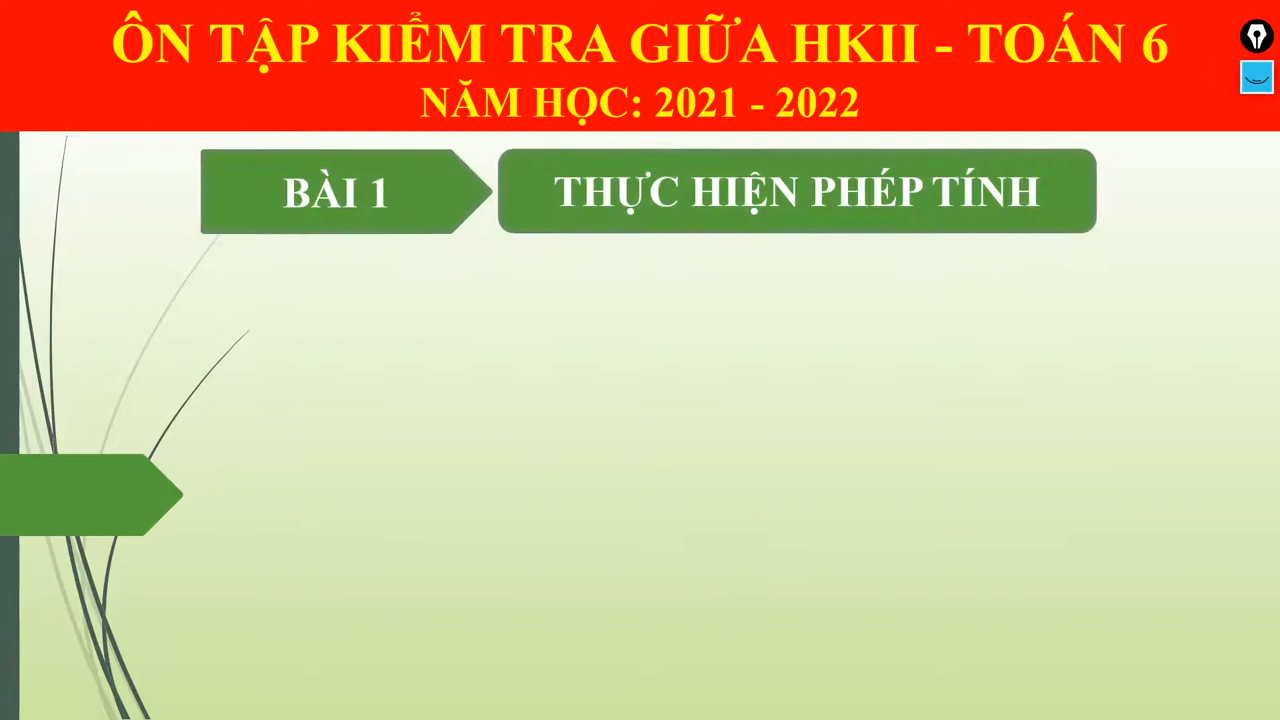 ÔN TẬP KIỂM TRA GIỮA HKII - TOÁN 6
NĂM HỌC: 2021 - 2022
BÀI 1
THỰC HIỆN PHÉP TÍNH